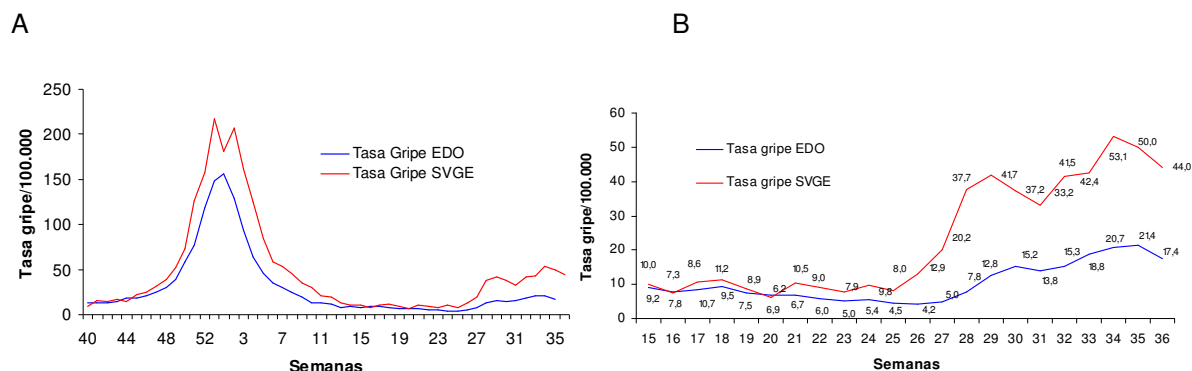 A
B
Tasa gripe/100.000
250
200
150
100
50
0
Tasa Gripe EDO
Tasa Gripe SVGE
40 44 48 52 3 7 11 15 19 23 27 31 35
Semanas
Tasa gripe/100.000
60
50
40
30
20
10
0
Tasa gripe EDO
Tasa gripe SVGE
10,0 7,3 8,6 11,2 8,9 6,2 10,5 9,0 7,9 9,8 8,0 12,9 20,2 37,7 41,7 37,2 33,2 41,5 42,4 53,1 50,0 44,0
9,2 7,8 10,7 9,5 7,5 6,9 6,7 6,0 5,0 5,4 4,5 4,2 5,0 7,8 12,8 15,2 13,8 15,3 18,8 20,7 21,4 17,4
15 16 17 18 19 20 21 22 23 24 25 26 27 28 29 30 31 32 33 34 35 36
Semanas